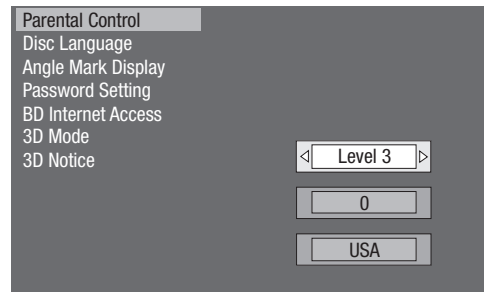 Parental Control
Disc Language
Angle Mark Display
Password Setting
BD Internet Access
3D Mode
3D Notice
Level 3
0
USA